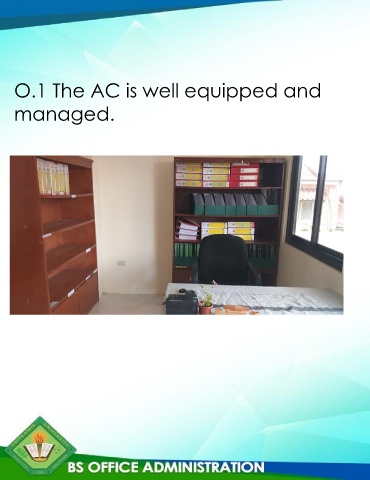 O.1 The AC is well equipped and
managed.
BS OFFICE ADMINISTRATION